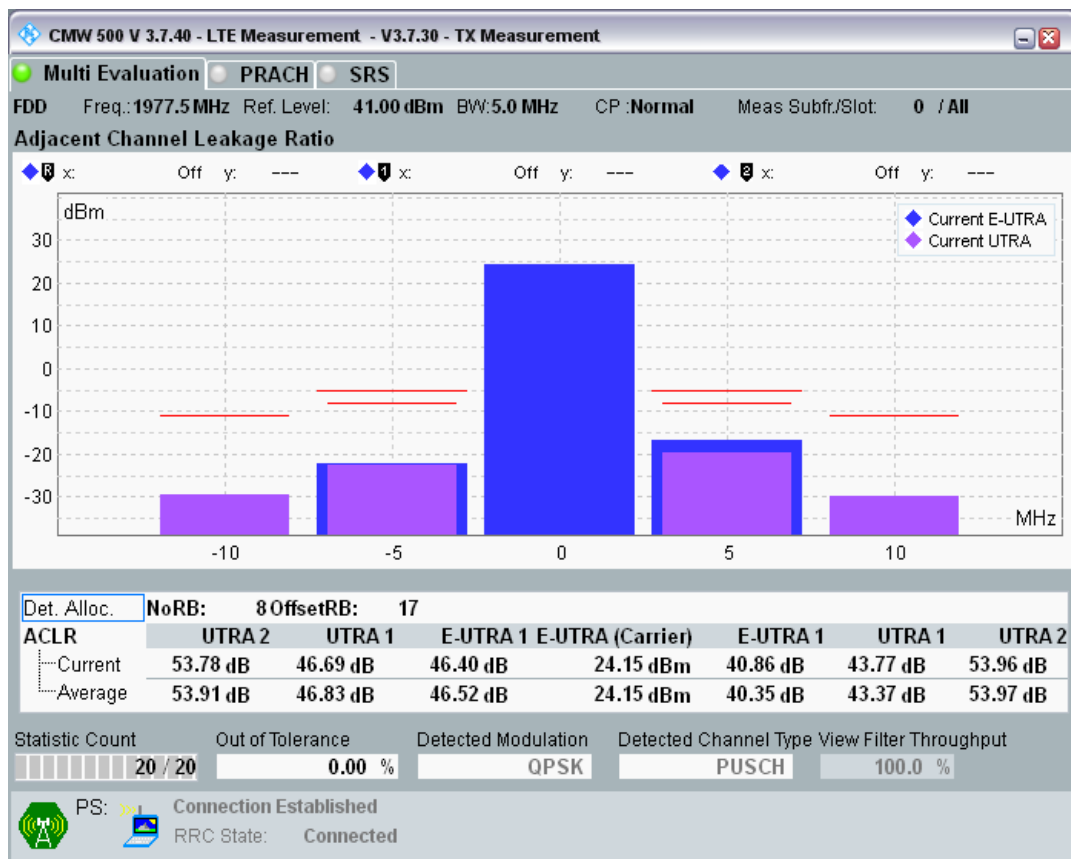 CMW 500 V 3.7.40 - LTE Measurement - V3.7.30 - TX Measurement
Multi Evaluation PRACH SRS
FDD Freq.:1977.5 MHz Ref. Level: 41.00 dBm BW:5.0 MHz CP :Normal Meas Subfr./Slot: 0 / All
Adjacent Channel Leakage Ratio
R x: Off y: --- 1 x: Off y: --- 2 x: Off y: ---
dBm
Current E-UTRA
Current UTRA
30
20
10
0
-10
-20
-30
MHz
-10 -5 0 5 10
Det. Alloc. NoRB: 8 OffsetRB: 17
ACLR UTRA 2 UTRA 1 E-UTRA 1 E-UTRA (Carrier) E-UTRA 1 UTRA 1 UTRA 2
Current 53.78 dB 46.69 dB 46.40 dB 24.15 dBm 40.86 dB 43.77 dB 53.96 dB
Average 53.91 dB 46.83 dB 46.52 dB 24.15 dBm 40.35 dB 43.37 dB 53.97 dB
Statistic Count Out of Tolerance Detected Modulation Detected Channel Type View Filter Throughput
20 / 20 0.00 % QPSK PUSCH 100.0 %
PS: Connection Established
RRC State: Connected